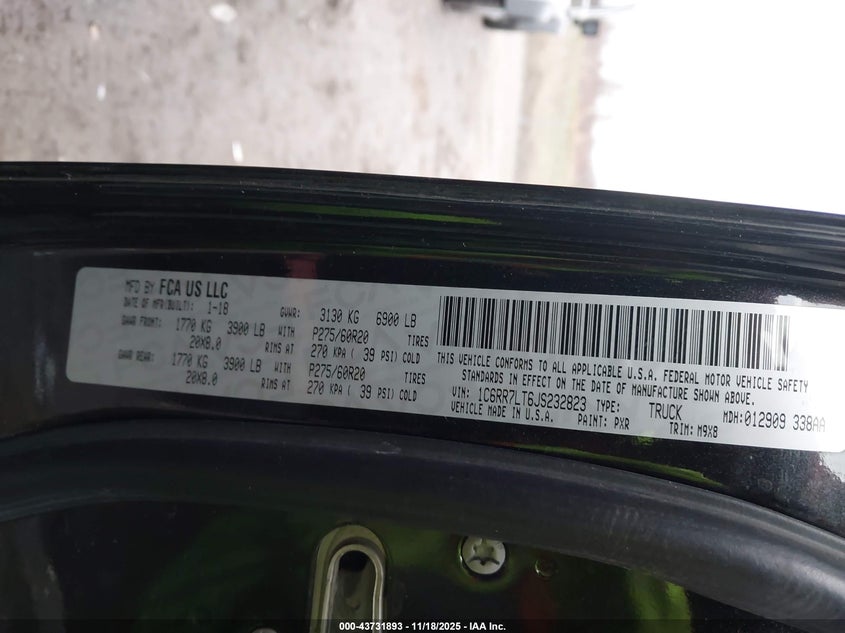 MFD BY FCA US LLC
DATE OF MFR(BUILT): 1-18 GVWR: 3130 KG 6900 LB
GAWR FRONT: 1770 KG 3900 LB WITH P275/60R20 TIRES
20X8.0 RIMS AT 270 KPA ( 39 PSI) COLD
GAWR REAR: 1770 KG 3900 LB WITH P275/60R20 TIRES
20X8.0 RIMS AT 270 KPA ( 39 PSI) COLD
THIS VEHICLE CONFORMS TO ALL APPLICABLE U.S.A. FEDERAL MOTOR VEHICLE SAFETY
STANDARDS IN EFFECT ON THE DATE OF MANUFACTURE SHOWN ABOVE.
VIN: 1C6RR7LT6JS232823 TYPE: TRUCK MDH:012909 338AA
VEHICLE MADE IN U.S.A. PAINT: PXR TRIM: M9X8
000-43731893 - 11/18/2025 - IAA Inc.